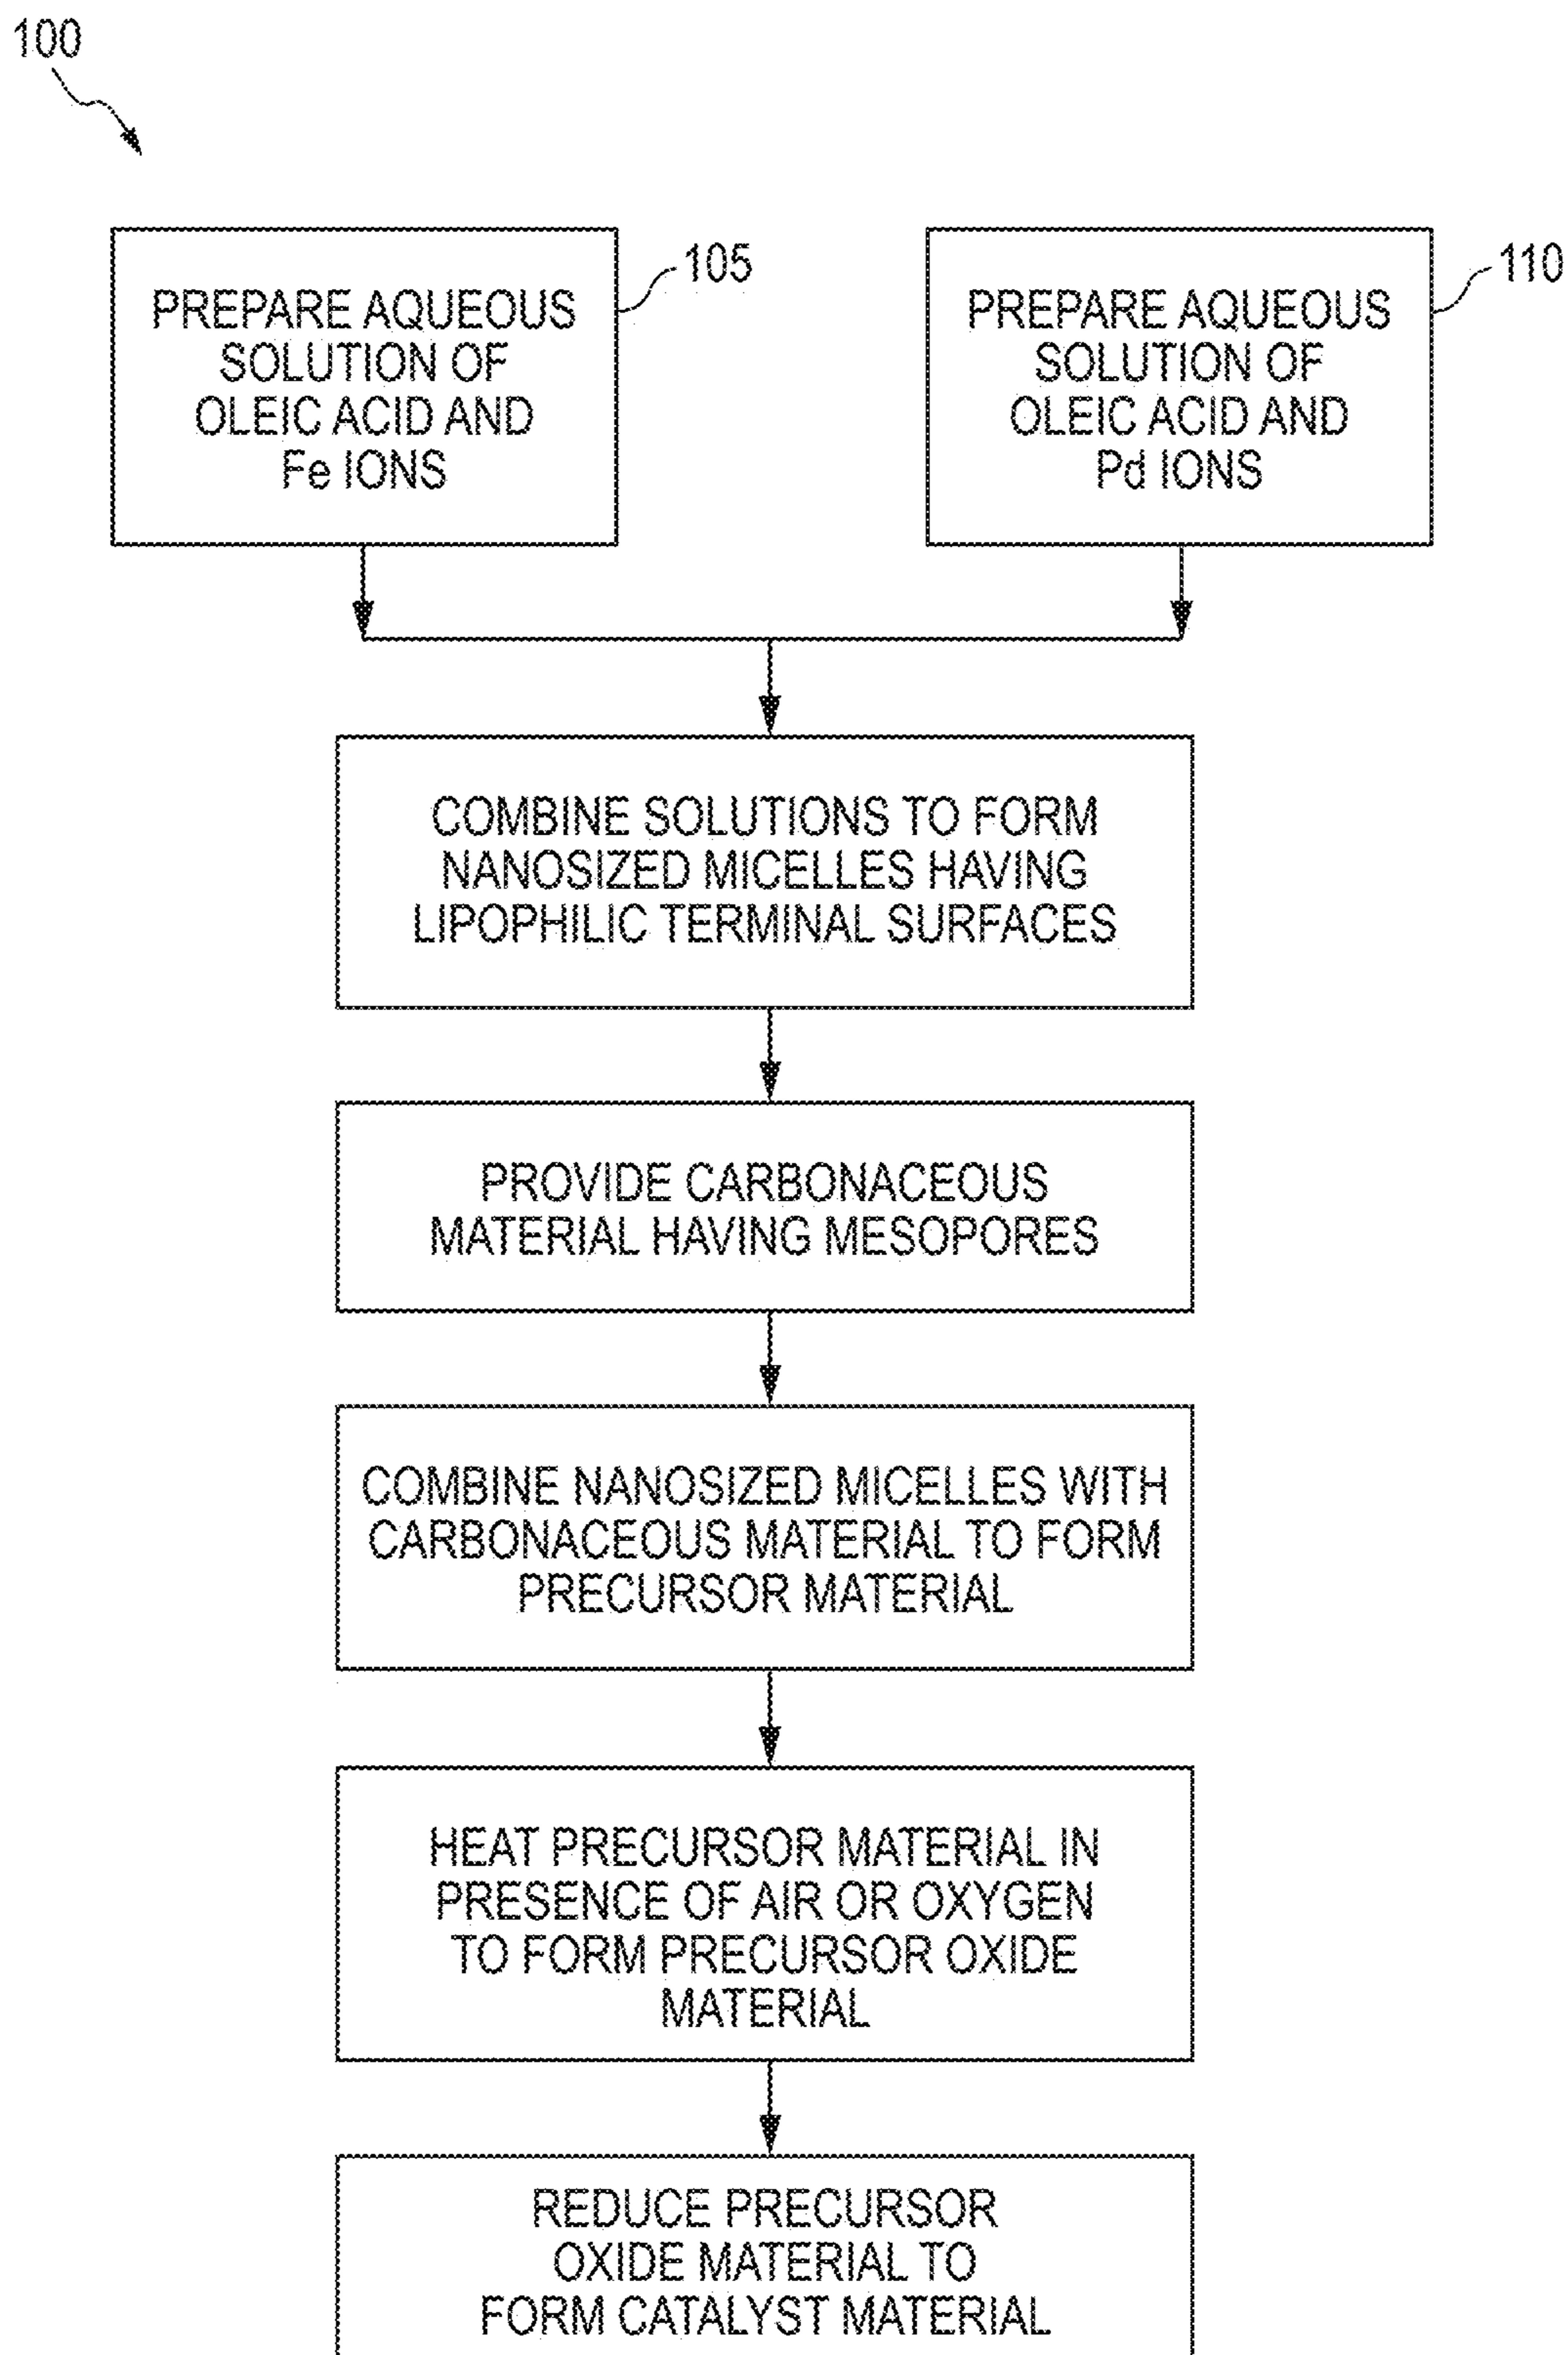 100
105
PREPARE AQUEOUS
SOLUTION OF
OLEIC ACID AND
Fe IONS
110
PREPARE AQUEOUS
SOLUTION OF
OLEIC ACID AND
Pd IONS
COMBINE SOLUTIONS TO FORM
NANOSIZED MICELLES HAVING
LIPOPHILIC TERMINAL SURFACES
PROVIDE CARBONACEOUS
MATERIAL HAVING MESOPORES
COMBINE NANOSIZED MICELLES WITH
CARBONACEOUS MATERIAL TO FORM
PRECURSOR MATERIAL
HEAT PRECURSOR MATERIAL IN
PRESENCE OF AIR OR OXYGEN
TO FORM PRECURSOR OXIDE
MATERIAL
REDUCE PRECURSOR
OXIDE MATERIAL TO
FORM CATALYST MATERIAL